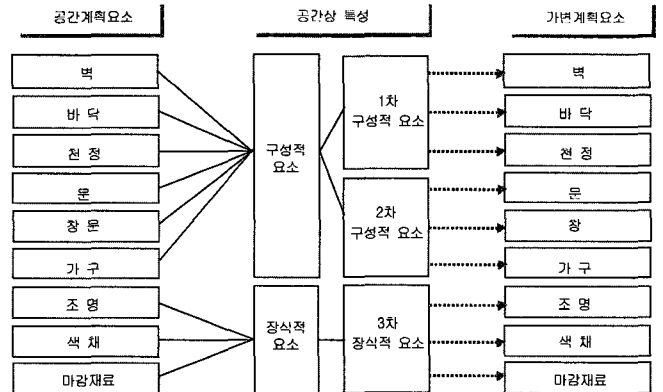 공간계획요소
공간상 특성
가변계획요소
벽
바 닥
천 정
문
창 문
가 구
조 명
색 채
마감재료
구성적
요소
장식적
요소
1차
구성적 요소
2차
구성적 요소
3차
장식적 요소
벽
바 닥
천 정
문
창
가 구
조 명
색 채
마감재료